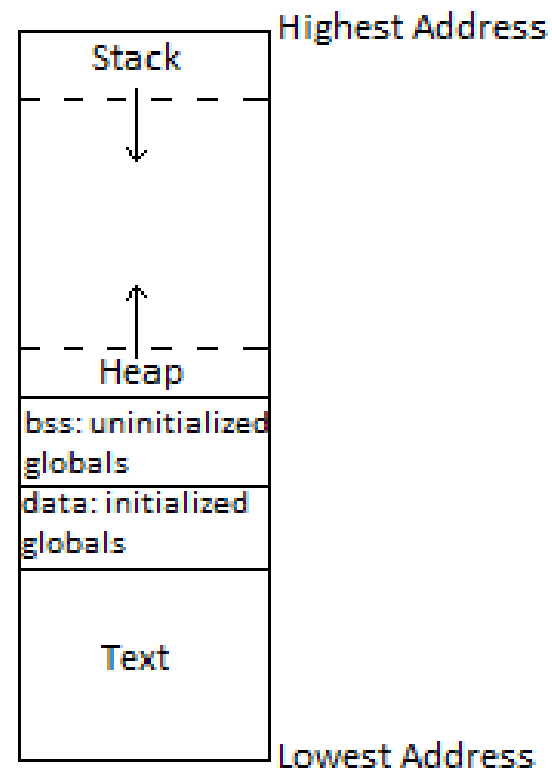 Highest Address
Stack
Heap
bss: uninitialized
globals
data: initialized
globals
Text
Lowest Address